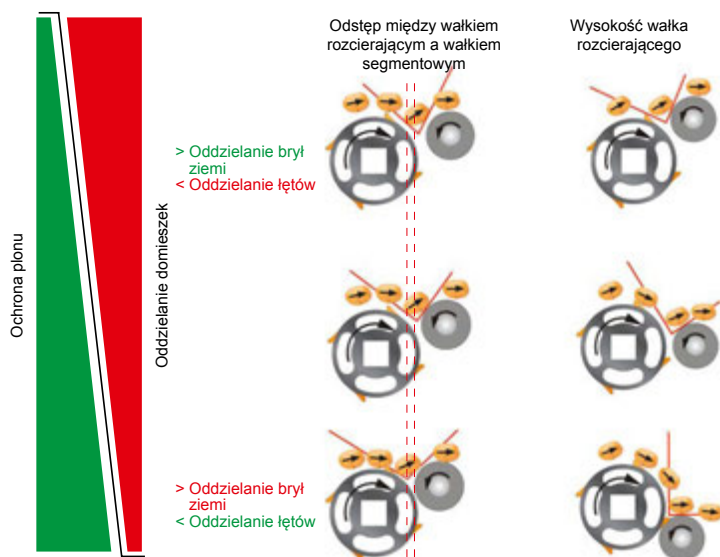 Odstęp między wałkiem
rozcierającym a wałkiem
segmentowym
Wysokość wałka
rozcierającego
Ochrona plonu
Oddzielanie domieszek
> Oddzielanie brył
ziemi
< Oddzielanie łętów
> Oddzielanie brył
ziemi
< Oddzielanie łętów